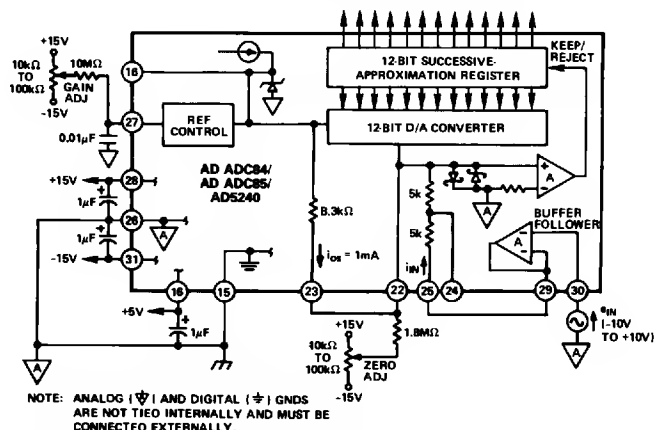 +15V
10kΩ
TO
100kΩ
-15V
10MΩ
GAIN
ADJ
0.01μF
16
27
REF
CONTROL
12-BIT SUCCESSIVE-
APPROXIMATION REGISTER
KEEP/
REJECT
12-BIT D/A CONVERTER
AD ADC84/
AD ADC85/
AD5240
+15V
28
1μF
26
A
1μF
-15V
31
8.3kΩ
iOS = 1mA
5k
5k
iIN
A
A
BUFFER
FOLLOWER
A
16
15
23
22
25
24
29
30
+5V
1μF
A
+15V
10kΩ
TO
100kΩ
-15V
1.8MΩ
ZERO
ADJ
eIN
(-10V
TO +10V)
A
NOTE: ANALOG (A) AND DIGITAL (⏚) GNDS
ARE NOT TIED INTERNALLY AND MUST BE
CONNECTED EXTERNALLY